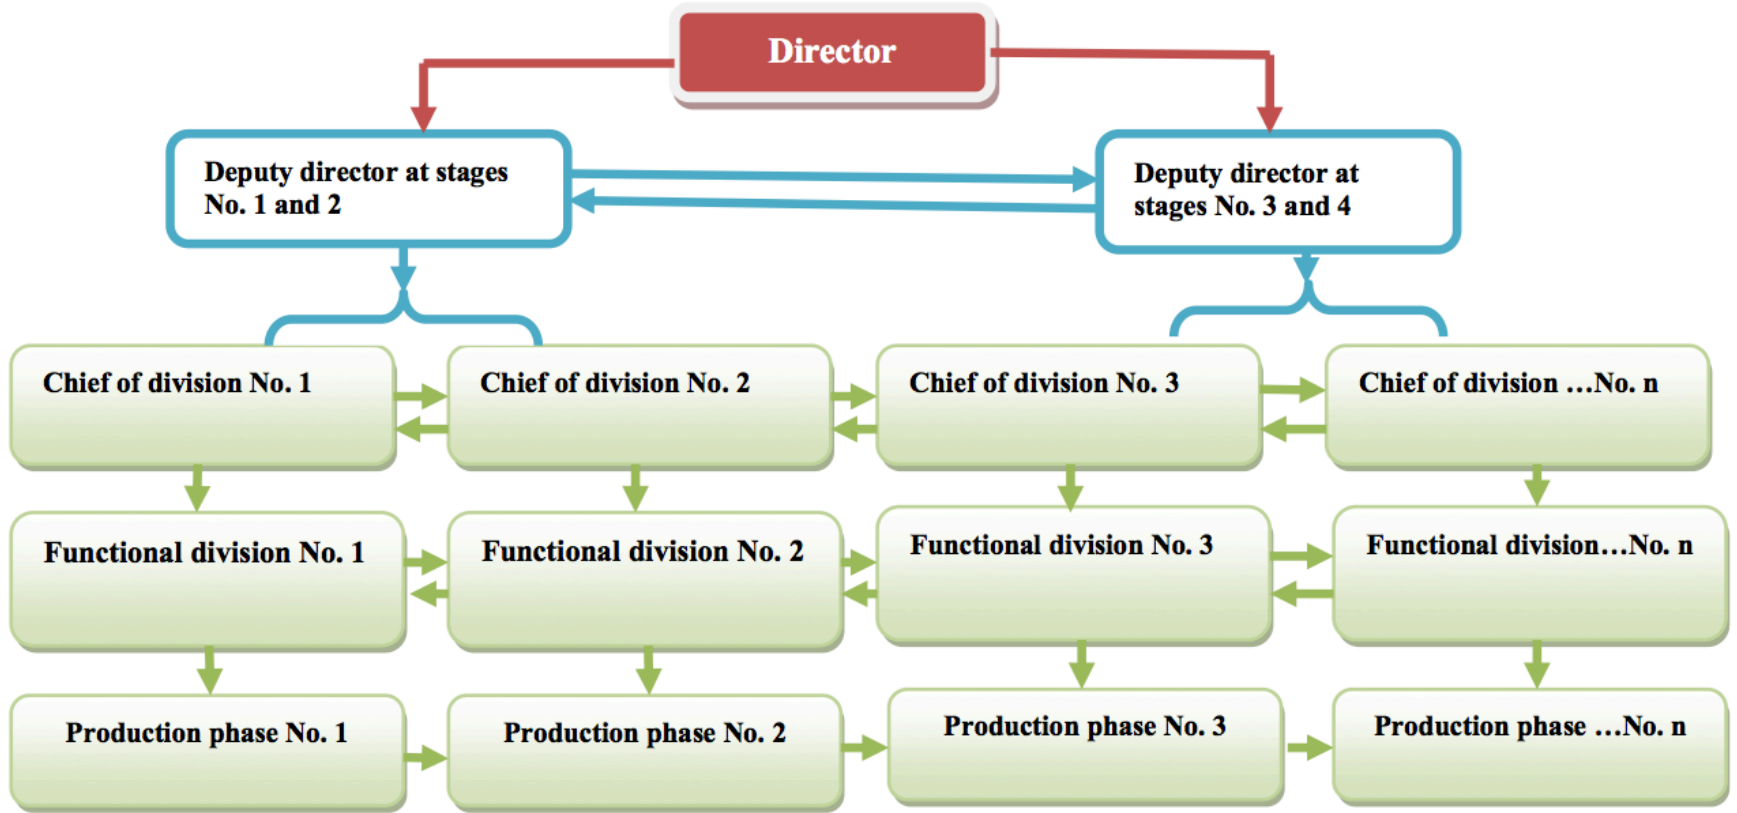 Director
Deputy director at stages
No. 1 and 2
Deputy director at
stages No. 3 and 4
Chief of division No. 1
Chief of division No. 2
Chief of division No. 3
Chief of division …No. n
Functional division No. 1
Functional division No. 2
Functional division No. 3
Functional division…No. n
Production phase No. 1
Production phase No. 2
Production phase No. 3
Production phase …No. n